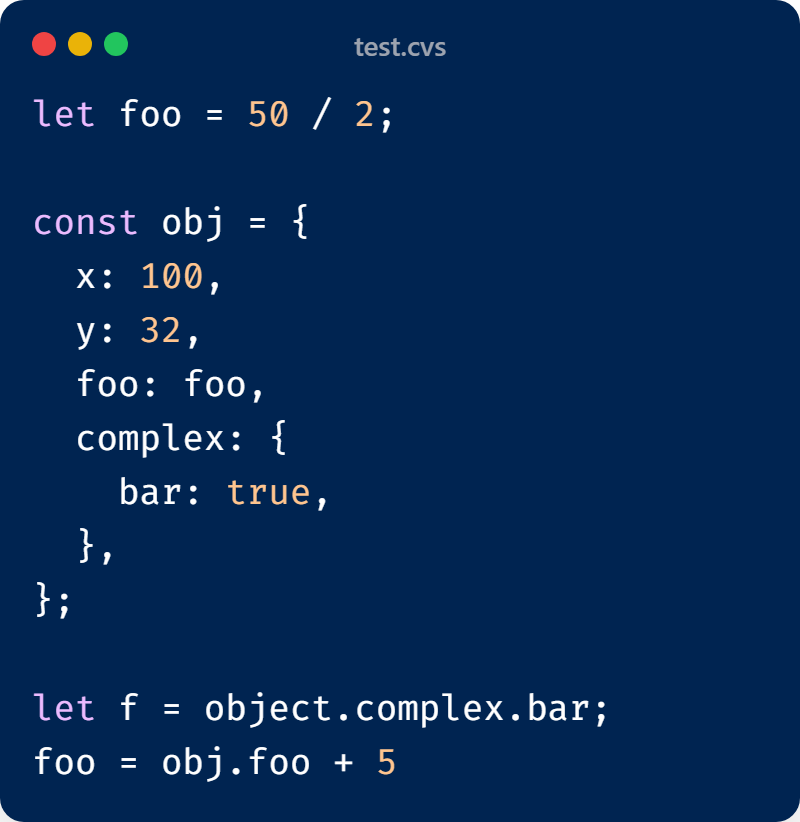 test.cvs
let foo = 50 / 2;

const obj = {
  x: 100,
  y: 32,
  foo: foo,
  complex: {
    bar: true,
  },
};

let f = object.complex.bar;
foo = obj.foo + 5